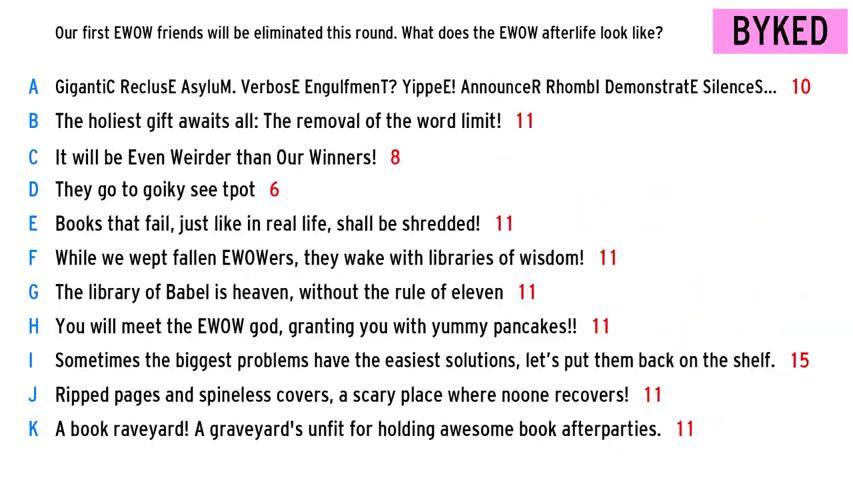 Our first EWOW friends will be eliminated this round. What does the EWOW afterlife look like?
BYKED
A GigantiC ReclusE AsyluM. VerbosE EngulfmenT? YippeE! AnnounceR RhombI DemonstratE SilenceS... 10
B The holiest gift awaits all: The removal of the word limit! 11
C It will be Even Weirder than Our Winners! 8
D They go to goiky see tpot 6
E Books that fail, just like in real life, shall be shredded! 11
F While we wept fallen EWOWers, they wake with libraries of wisdom! 11
G The library of Babel is heaven, without the rule of eleven 11
H You will meet the EWOW god, granting you with yummy pancakes!! 11
I Sometimes the biggest problems have the easiest solutions, let's put them back on the shelf. 15
J Ripped pages and spineless covers, a scary place where noone recovers! 11
K A book raveyard! A graveyard's unfit for holding awesome book afterparties. 11